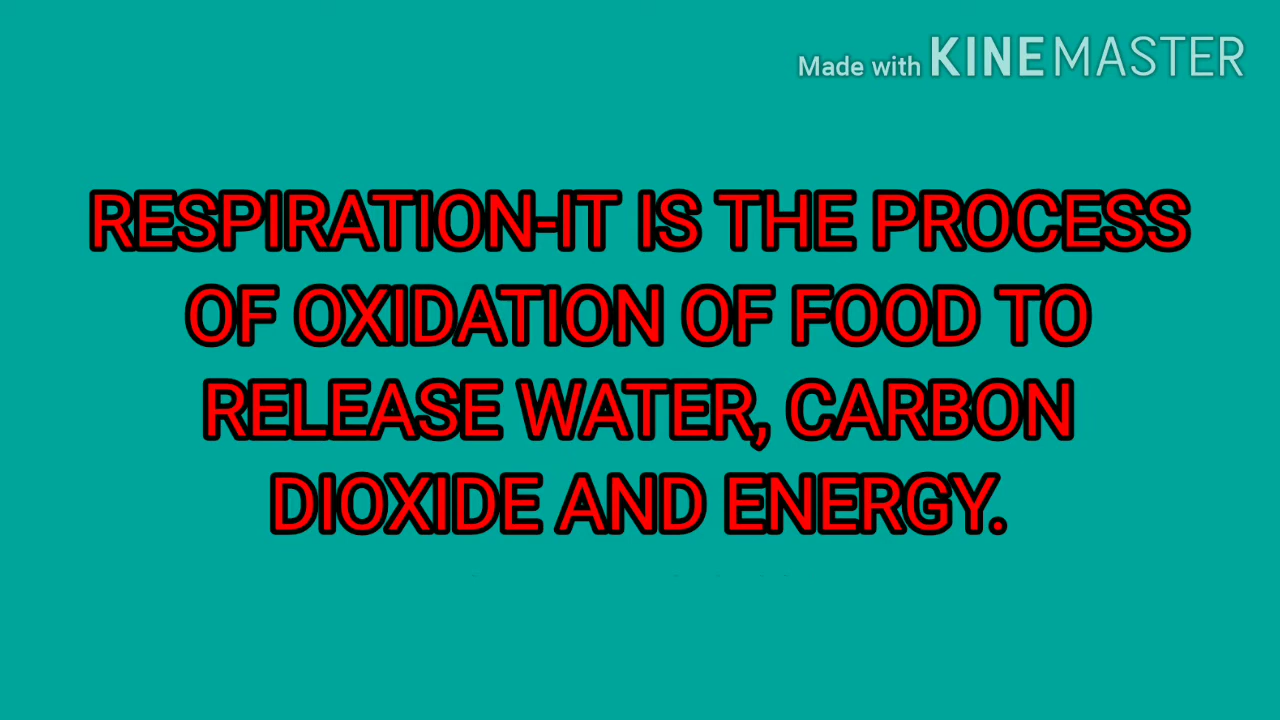 Made with KINEMASTER
RESPIRATION-IT IS THE PROCESS
OF OXIDATION OF FOOD TO
RELEASE WATER, CARBON
DIOXIDE AND ENERGY.